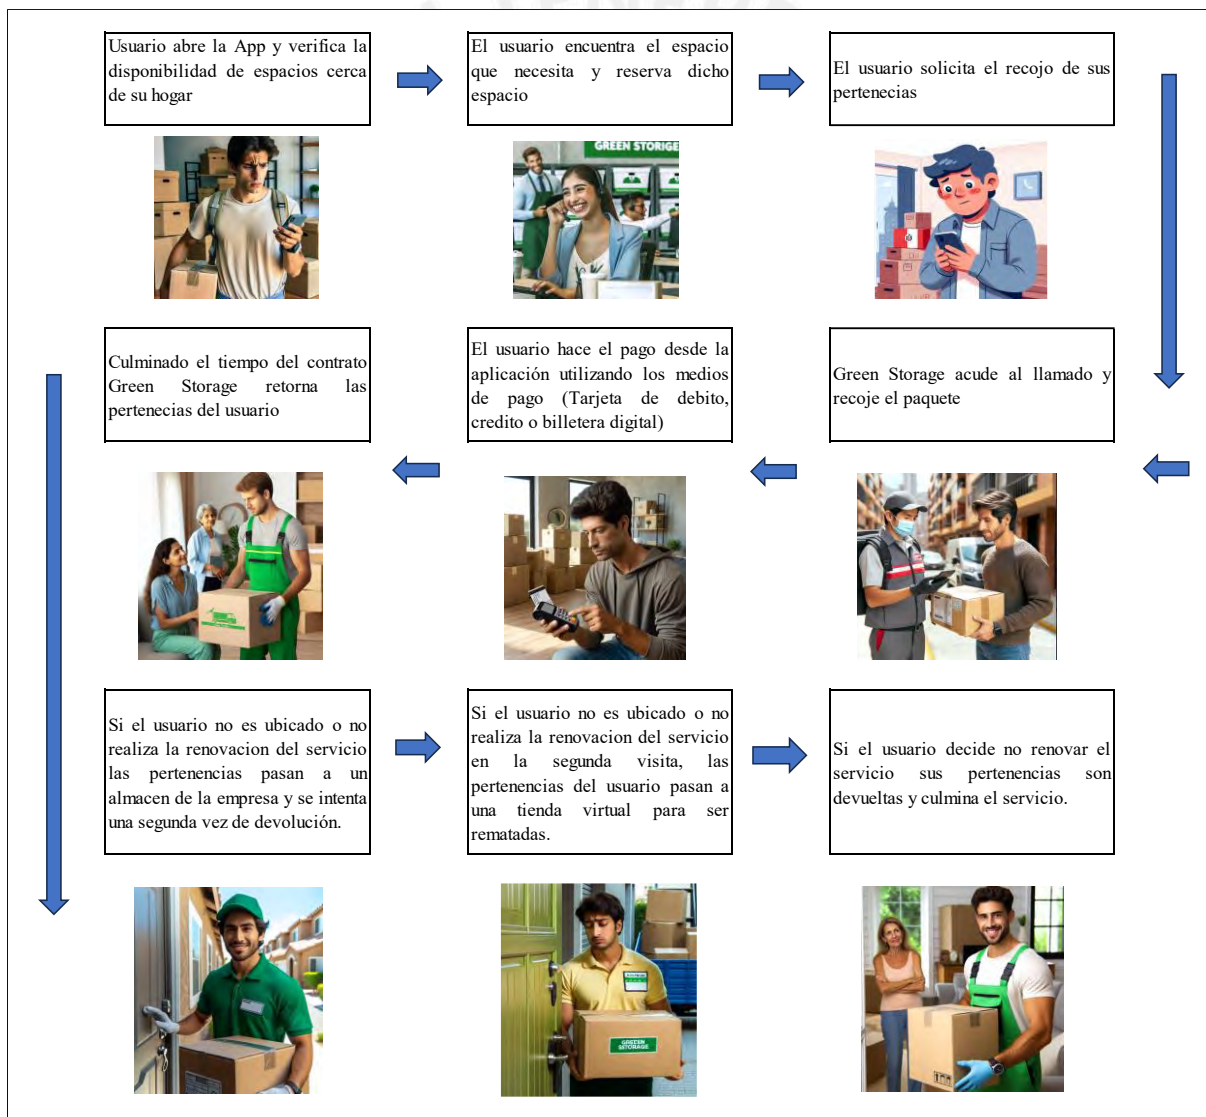 Usuario abre la App y verifica la
disponibilidad de espacios cerca
de su hogar
El usuario encuentra el espacio
que necesita y reserva dicho
espacio
El usuario solicita el recojo de sus
pertenecias
GREEN STORIGE
Green Storage acude al llamado y
recoje el paquete
El usuario hace el pago desde la
aplicación utilizando los medios
de pago (Tarjeta de debito,
credito o billetera digital)
Culminado el tiempo del contrato
Green Storage retorna las
pertenecias del usuario
Si el usuario no es ubicado o no
realiza la renovacion del servicio
las pertenencias pasan a un
almacen de la empresa y se intenta
una segunda vez de devolución.
Si el usuario no es ubicado o no
realiza la renovacion del servicio
en la segunda visita, las
pertenencias del usuario pasan a
una tienda virtual para ser
rematadas.
Si el usuario decide no renovar el
servicio sus pertenencias son
devueltas y culmina el servicio.
GREEN
SITORAGE